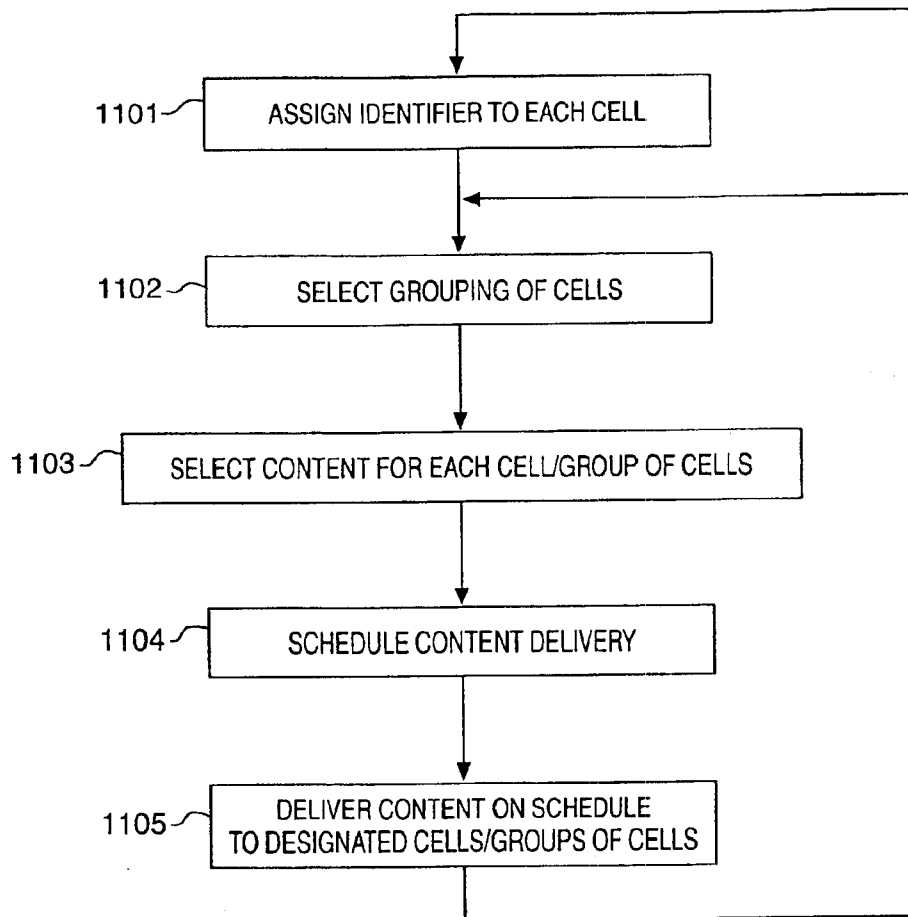 1101
ASSIGN IDENTIFIER TO EACH CELL
1102
SELECT GROUPING OF CELLS
1103
SELECT CONTENT FOR EACH CELL/GROUP OF CELLS
1104
SCHEDULE CONTENT DELIVERY
1105
DELIVER CONTENT ON SCHEDULE
TO DESIGNATED CELLS/GROUPS OF CELLS